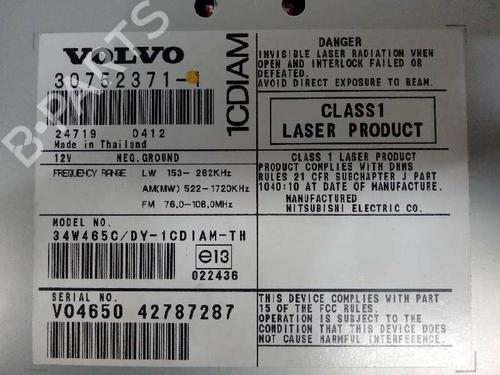 VOLVO
30752371-1
1CDIAM
24719 0412
Made in Thailand
12V NEG.GROUND
FREQUENCY RANGE LW 153-282KHz
AM(MW) 522-1720KHz
FM 76.0-108.0MHz
MODEL NO.
34W465C/DY-1CDIAM-TH
e13
022436
SERIAL NO.
V04650 42787287
DANGER
INVISIBLE LASER RADIATION WHEN
OPEN AND INTERLOCK FAILED OR
DEFEATED.
AVOID DIRECT EXPOSURE TO BEAM.
CLASS1
LASER PRODUCT
CLASS 1 LASER PRODUCT
PRODUCT COMPLIES WITH DHHS
RULES 21 CFR SUBCHAPTER J PART
1040:10 AT DATE OF MANUFACTURE.
MANUFACTURED
MITSUBISHI ELECTRIC CO.
THIS DEVICE COMPLIES WITH PART
15 OF THE FCC RULES.
OPERATION IS SUBJECT TO THE
CONDITION THAT THIS DEVICE DOES
NOT CAUSE HARMFUL INTERFERENCE.
B-PARTS